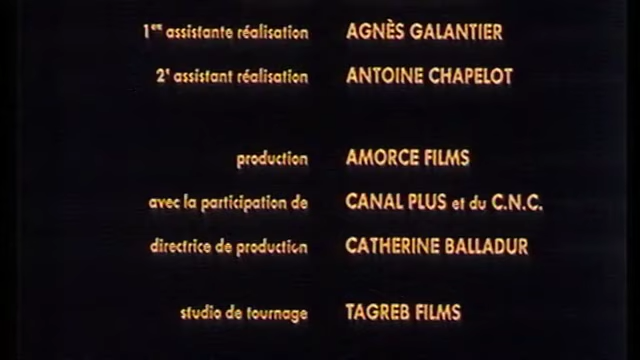 1ère assistante réalisation AGNÈS GALANTIER
2e assistant réalisation ANTOINE CHAPELOT
production AMORCE FILMS
avec la participation de CANAL PLUS et du C.N.C.
directrice de production CATHERINE BALLADUR
studio de tournage TAGREB FILMS